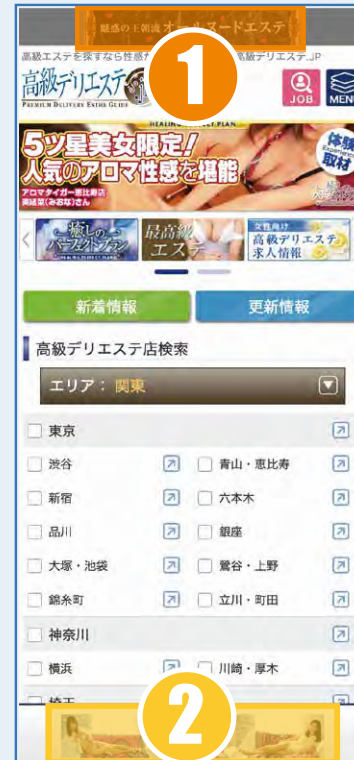 魅惑の王朝流オールヌードエステ
1
高級エステを探すなら性感
高級デリエステ.JP
高級デリエステ
PREMIUM DELIVERY ESTHE GUIDE
JOB
MEN
5ツ星美女限定!
人気のアロマ性感を堪能
アロマタイガー恵比寿店
体験
取材
癒しの
パーフェクトプラン
最高級
エステ
女性向け
高級デリエステ
求人情報
新着情報
更新情報
高級デリエステ店検索
エリア：関東
東京
渋谷
青山・恵比寿
新宿
六本木
品川
銀座
大塚・池袋
鶯谷・上野
錦糸町
立川・町田
神奈川
横浜
川崎・厚木
埼玉
2